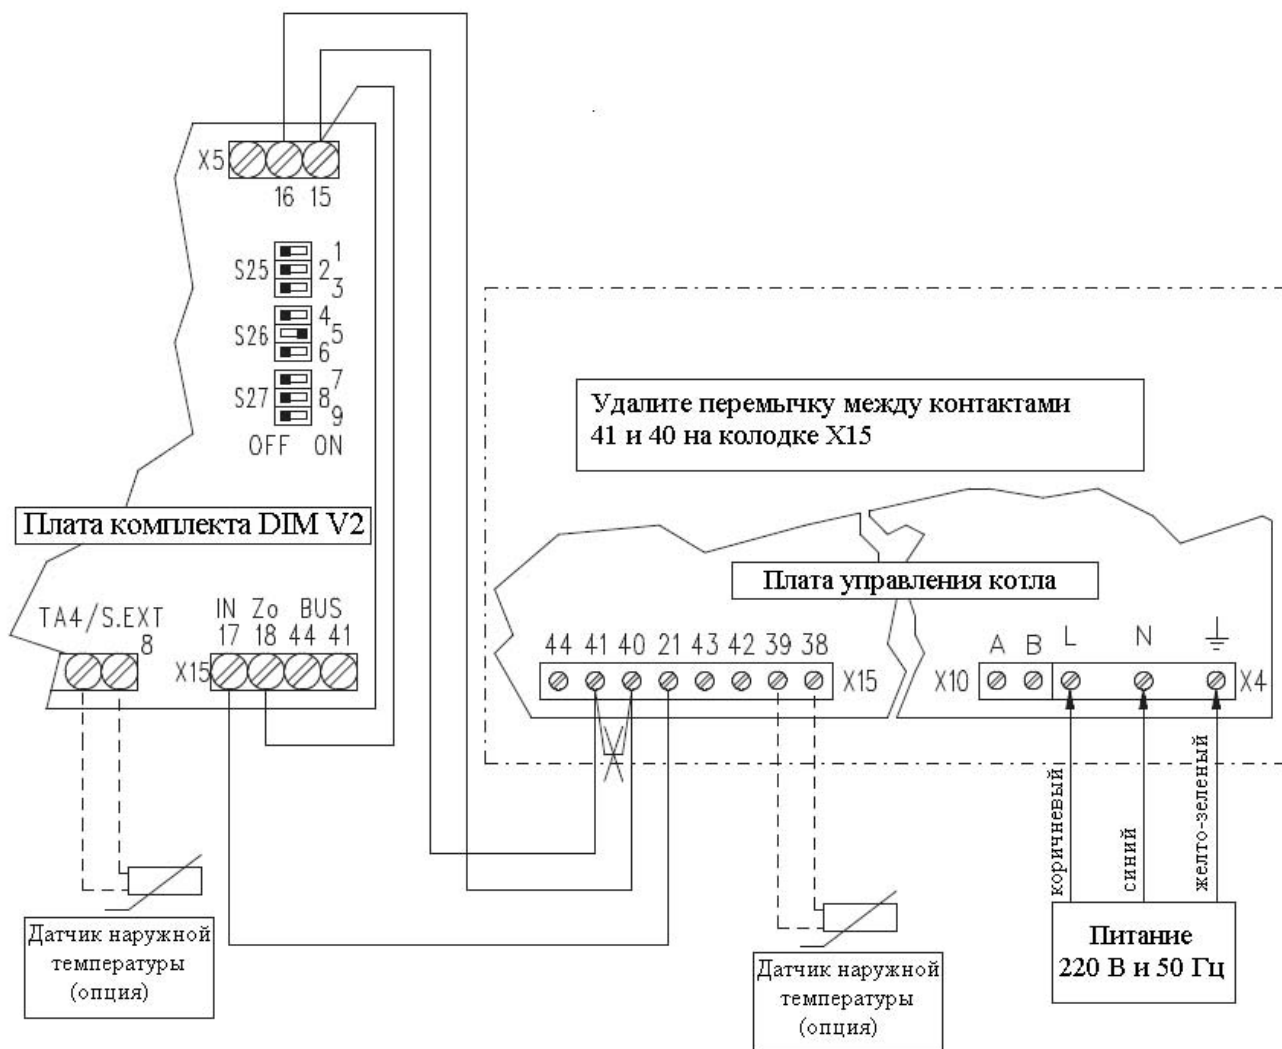 X5
16 15
S25
1
2
3
S26
4
5
6
S27
7
8
9
OFF ON
Удалите перемычку между контактами
41 и 40 на колодке X15
Плата комплекта DIM V2
Плата управления котла
TA4/S.EXT
8
IN Zo BUS
17 18 44 41
X15
44 41 40 21 43 42 39 38
X15
A B L N
X10
X4
коричневый
синий
желто-зеленый
Датчик наружной
температуры
(опция)
Датчик наружной
температуры
(опция)
Питание
220 В и 50 Гц